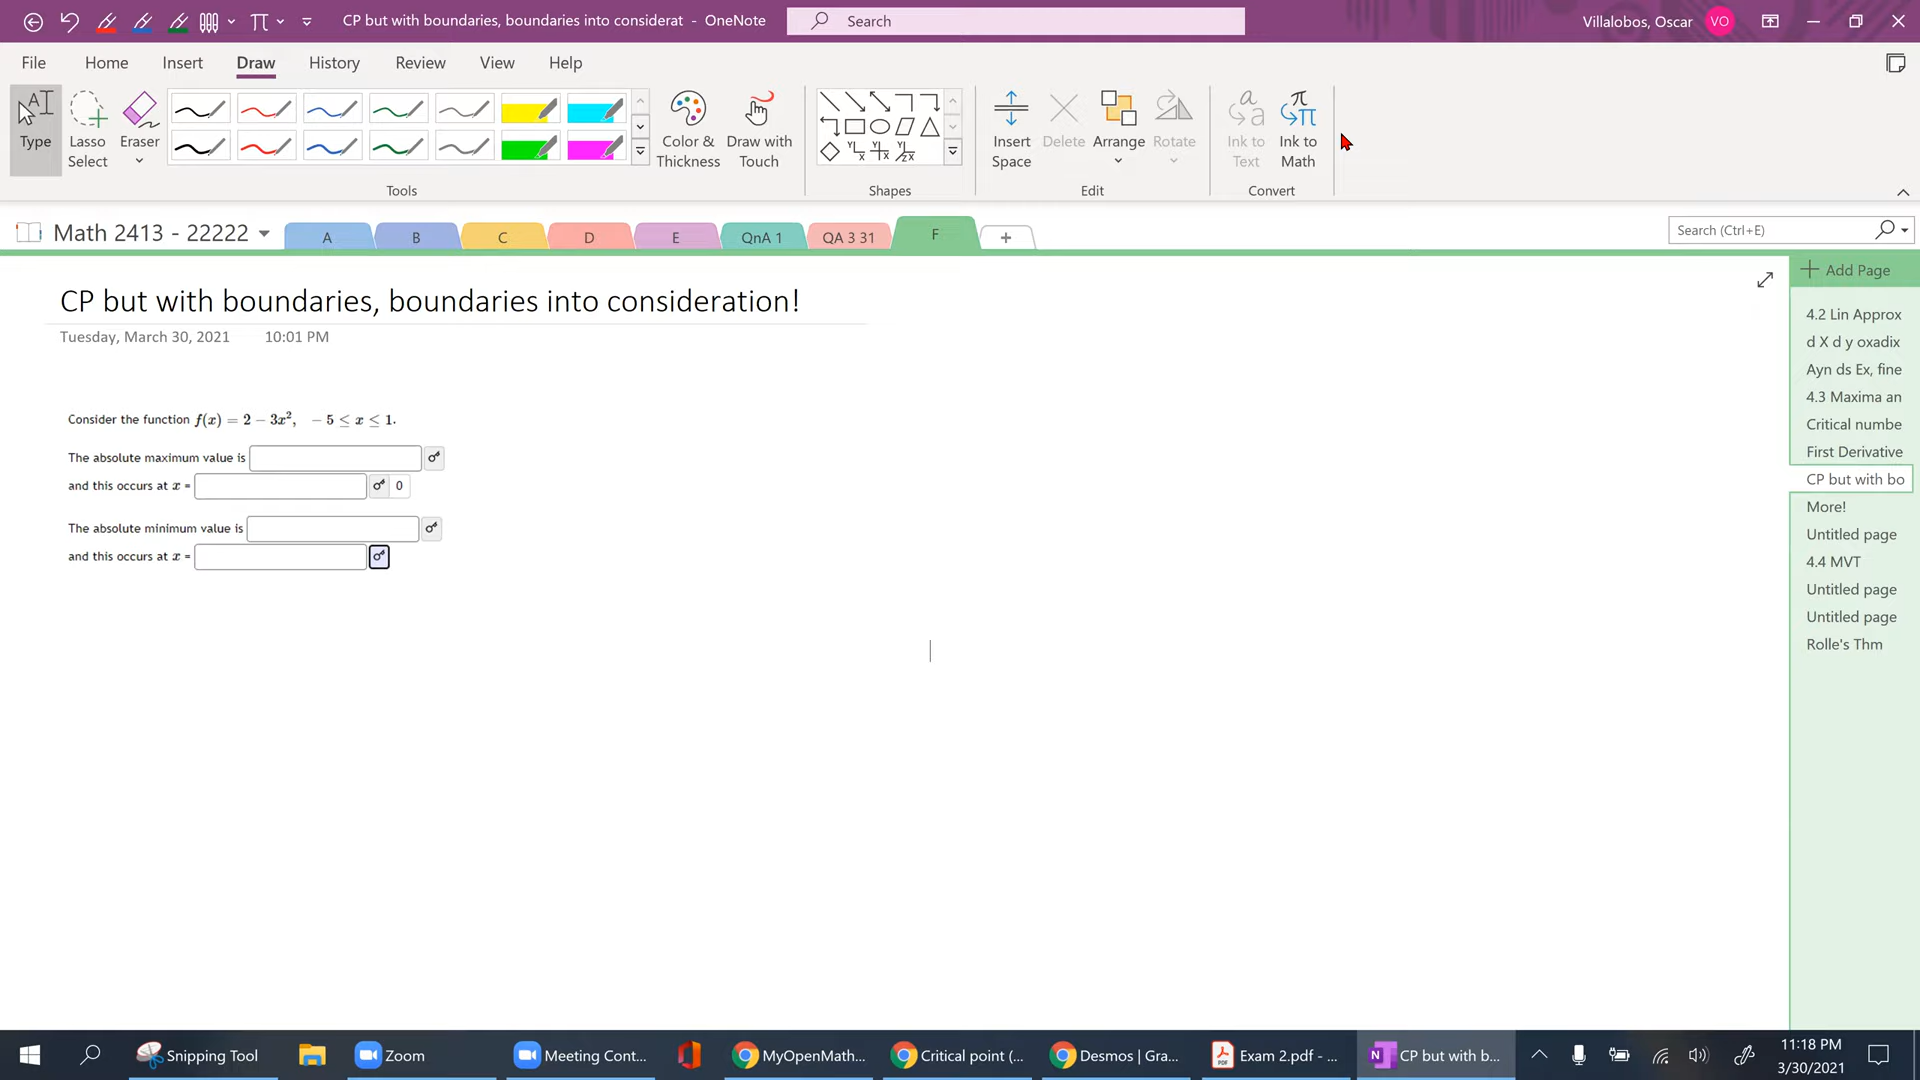 CP but with boundaries, boundaries into considerat - OneNote
Search
Villalobos, Oscar
VO
File
Home
Insert
Draw
History
Review
View
Help
Type
Lasso
Select
Eraser
Color &
Thickness
Draw with
Touch
Insert
Space
Delete
Arrange
Rotate
Ink to
Text
Ink to
Math
Tools
Shapes
Edit
Convert
Math 2413 - 22222
A
B
C
D
E
QnA 1
QA 3 31
F
Search (Ctrl+E)
CP but with boundaries, boundaries into consideration!
Tuesday, March 30, 2021
10:01 PM
Consider the function f(x) = 2 − 3x², − 5 ≤ x ≤ 1.
The absolute maximum value is
and this occurs at x =
0
The absolute minimum value is
and this occurs at x =
Add Page
4.2 Lin Approx
d X d y oxadix
Ayn ds Ex, fine
4.3 Maxima an
Critical numbe
First Derivative
CP but with bo
More!
Untitled page
4.4 MVT
Untitled page
Untitled page
Rolle's Thm
Snipping Tool
Zoom
Meeting Cont...
MyOpenMath...
Critical point (...
Desmos | Gra...
Exam 2.pdf - ...
CP but with b...
11:18 PM
3/30/2021